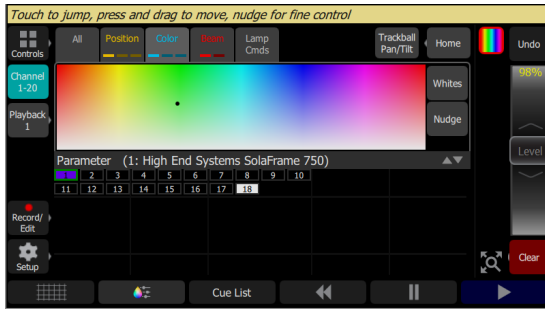 Touch to jump, press and drag to move, nudge for fine control
Controls
All
Position
Color
Beam
Lamp
Cmds
Trackball
Pan/Tilt
Home
Undo
Channel
1-20
Whites
98%
Playback
1
Nudge
Level
Parameter (1: High End Systems SolaFrame 750)
2 3 4 5 6 7 8 9 10
11 12 13 14 15 16 17 18
Record/
Edit
Setup
Clear
Cue List